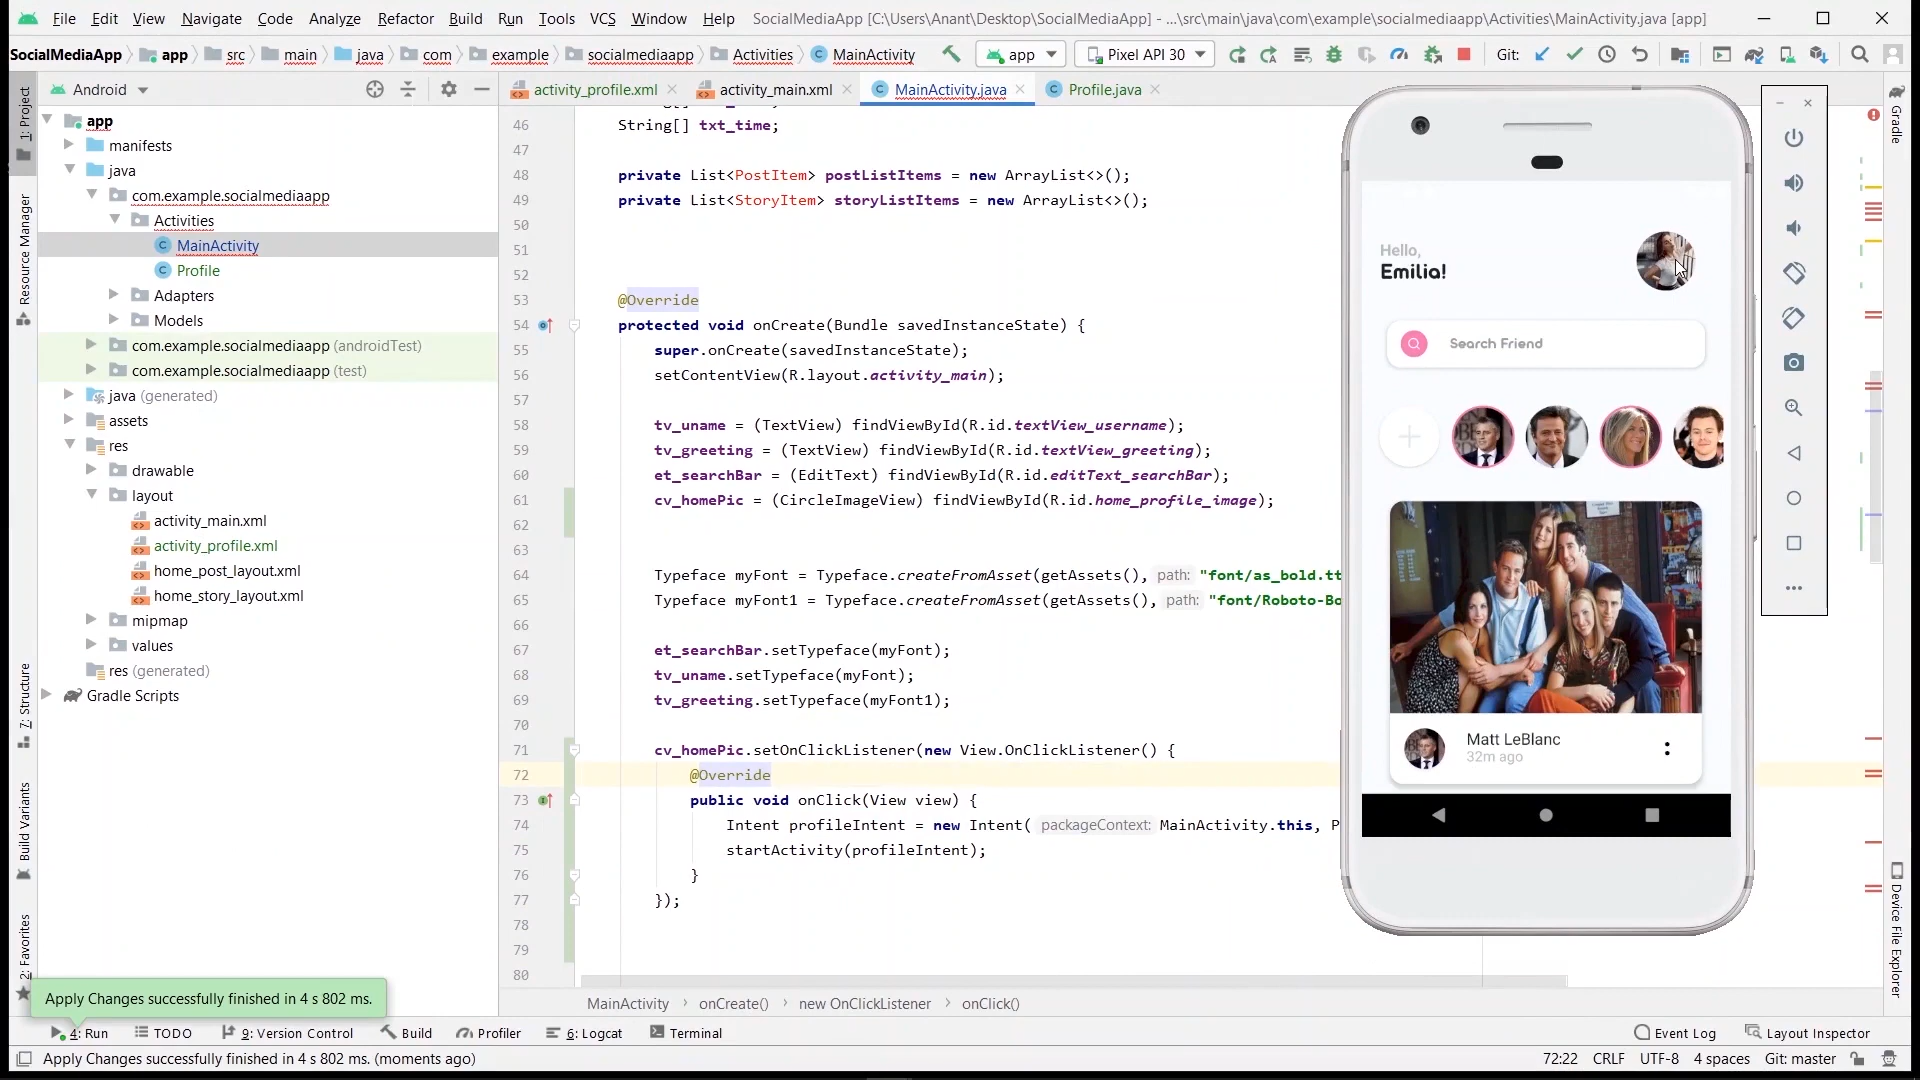 File Edit View Navigate Code Analyze Refactor Build Run Tools VCS Window Help SocialMediaApp [C:\Users\Anant\Desktop\SocialMediaApp] - ...\src\main\java\com\example\socialmediaapp\Activities\MainActivity.java [app]
SocialMediaApp app src main java com example socialmediaapp Activities MainActivity app Pixel API 30 Git:
Android
activity_profile.xml activity_main.xml MainActivity.java Profile.java
1: Project
Resource Manager
7: Structure
Build Variants
2: Favorites
app
manifests
java
com.example.socialmediaapp
Activities
MainActivity
Profile
Adapters
Models
com.example.socialmediaapp (androidTest)
com.example.socialmediaapp (test)
java (generated)
assets
res
drawable
layout
activity_main.xml
activity_profile.xml
home_post_layout.xml
home_story_layout.xml
mipmap
values
res (generated)
Gradle Scripts
46 String[] txt_time;
47
48 private List<PostItem> postListItems = new ArrayList<>();
49 private List<StoryItem> storyListItems = new ArrayList<>();
50
51
52
53 @Override
54 protected void onCreate(Bundle savedInstanceState) {
55 super.onCreate(savedInstanceState);
56 setContentView(R.layout.activity_main);
57
58 tv_uname = (TextView) findViewById(R.id.textView_username);
59 tv_greeting = (TextView) findViewById(R.id.textView_greeting);
60 et_searchBar = (EditText) findViewById(R.id.editText_searchBar);
61 cv_homePic = (CircleImageView) findViewById(R.id.home_profile_image);
62
63
64 Typeface myFont = Typeface.createFromAsset(getAssets(), path: "font/as_bold.tt
65 Typeface myFont1 = Typeface.createFromAsset(getAssets(), path: "font/Roboto-Bo
66
67 et_searchBar.setTypeface(myFont);
68 tv_uname.setTypeface(myFont);
69 tv_greeting.setTypeface(myFont1);
70
71 cv_homePic.setOnClickListener(new View.OnClickListener() {
72 @Override
73 public void onClick(View view) {
74 Intent profileIntent = new Intent( packageContext: MainActivity.this, P
75 startActivity(profileIntent);
76 }
77 });
78
79
80
Hello,
Emilia!
Search Friend
Matt LeBlanc
32m ago
Gradle
Device File Explorer
MainActivity onCreate() new OnClickListener onClick()
Apply Changes successfully finished in 4 s 802 ms.
4: Run TODO 9: Version Control Build Profiler 6: Logcat Terminal Event Log Layout Inspector
Apply Changes successfully finished in 4 s 802 ms. (moments ago) 72:22 CRLF UTF-8 4 spaces Git: master